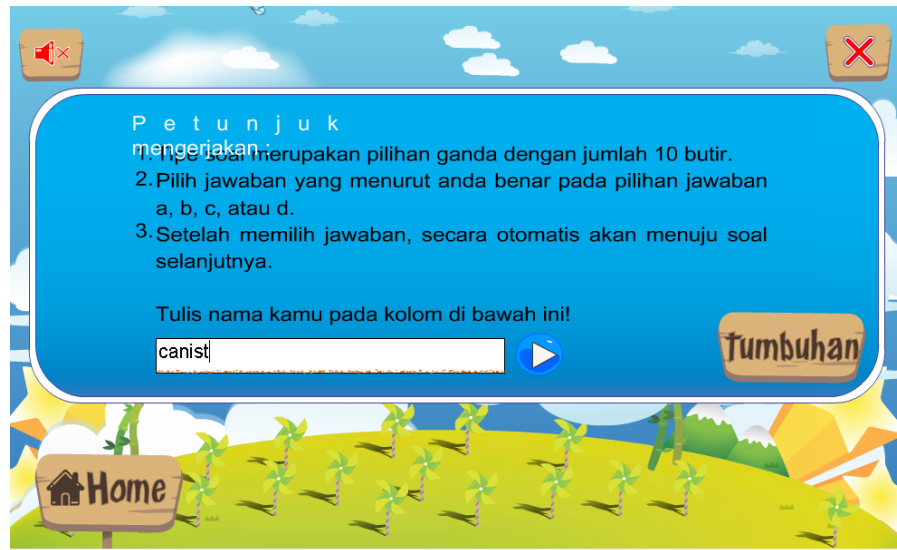 P e t u n j u k
mengerjakan :
1. Tipe soal merupakan pilihan ganda dengan jumlah 10 butir.
2. Pilih jawaban yang menurut anda benar pada pilihan jawaban
a, b, c, atau d.
3. Setelah memilih jawaban, secara otomatis akan menuju soal
selanjutnya.
Tulis nama kamu pada kolom di bawah ini!
canist
Tumbuhan
Home